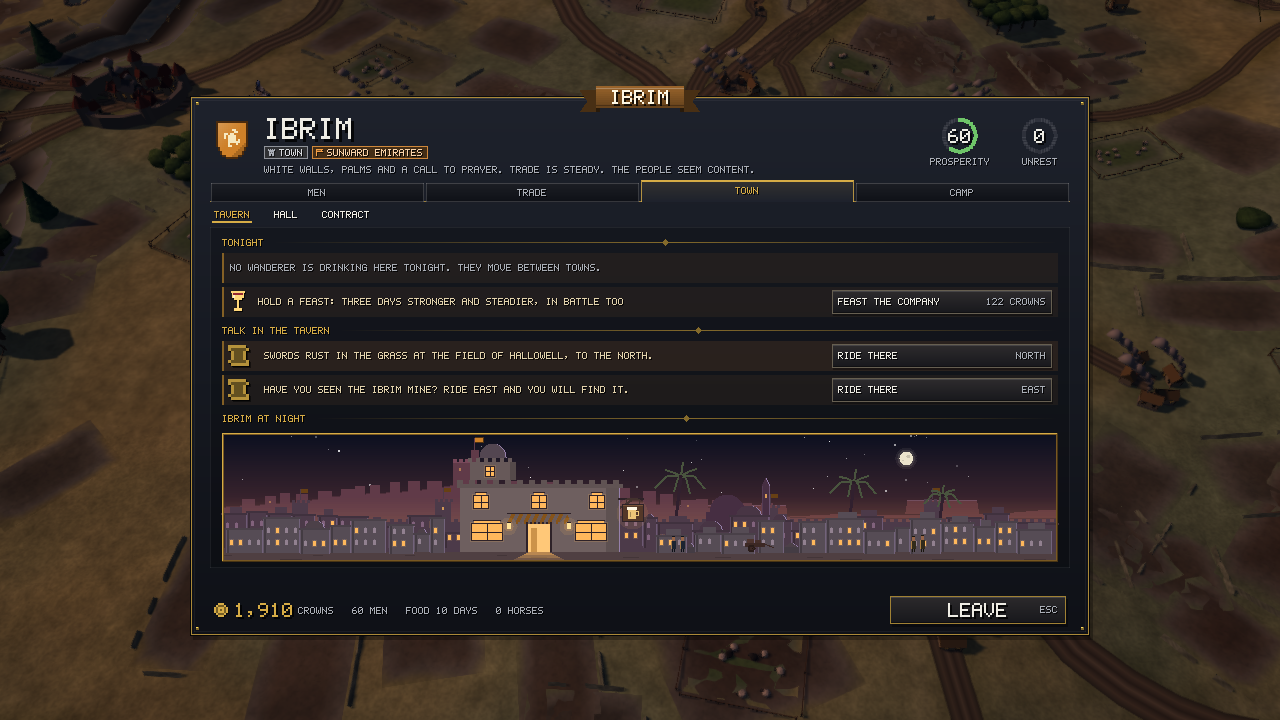 IBRIM
IBRIM
TOWN SUNWARD EMIRATES
WHITE WALLS, PALMS AND A CALL TO PRAYER. TRADE IS STEADY. THE PEOPLE SEEM CONTENT.
60 PROSPERITY
0 UNREST
MEN TRADE TOWN CAMP
TAVERN HALL CONTRACT
TONIGHT
NO WANDERER IS DRINKING HERE TONIGHT. THEY MOVE BETWEEN TOWNS.
HOLD A FEAST: THREE DAYS STRONGER AND STEADIER, IN BATTLE TOO FEAST THE COMPANY 122 CROWNS
TALK IN THE TAVERN
SWORDS RUST IN THE GRASS AT THE FIELD OF HALLOWELL, TO THE NORTH. RIDE THERE NORTH
HAVE YOU SEEN THE IBRIM MINE? RIDE EAST AND YOU WILL FIND IT. RIDE THERE EAST
IBRIM AT NIGHT
1,910 CROWNS 60 MEN FOOD 10 DAYS 0 HORSES LEAVE ESC